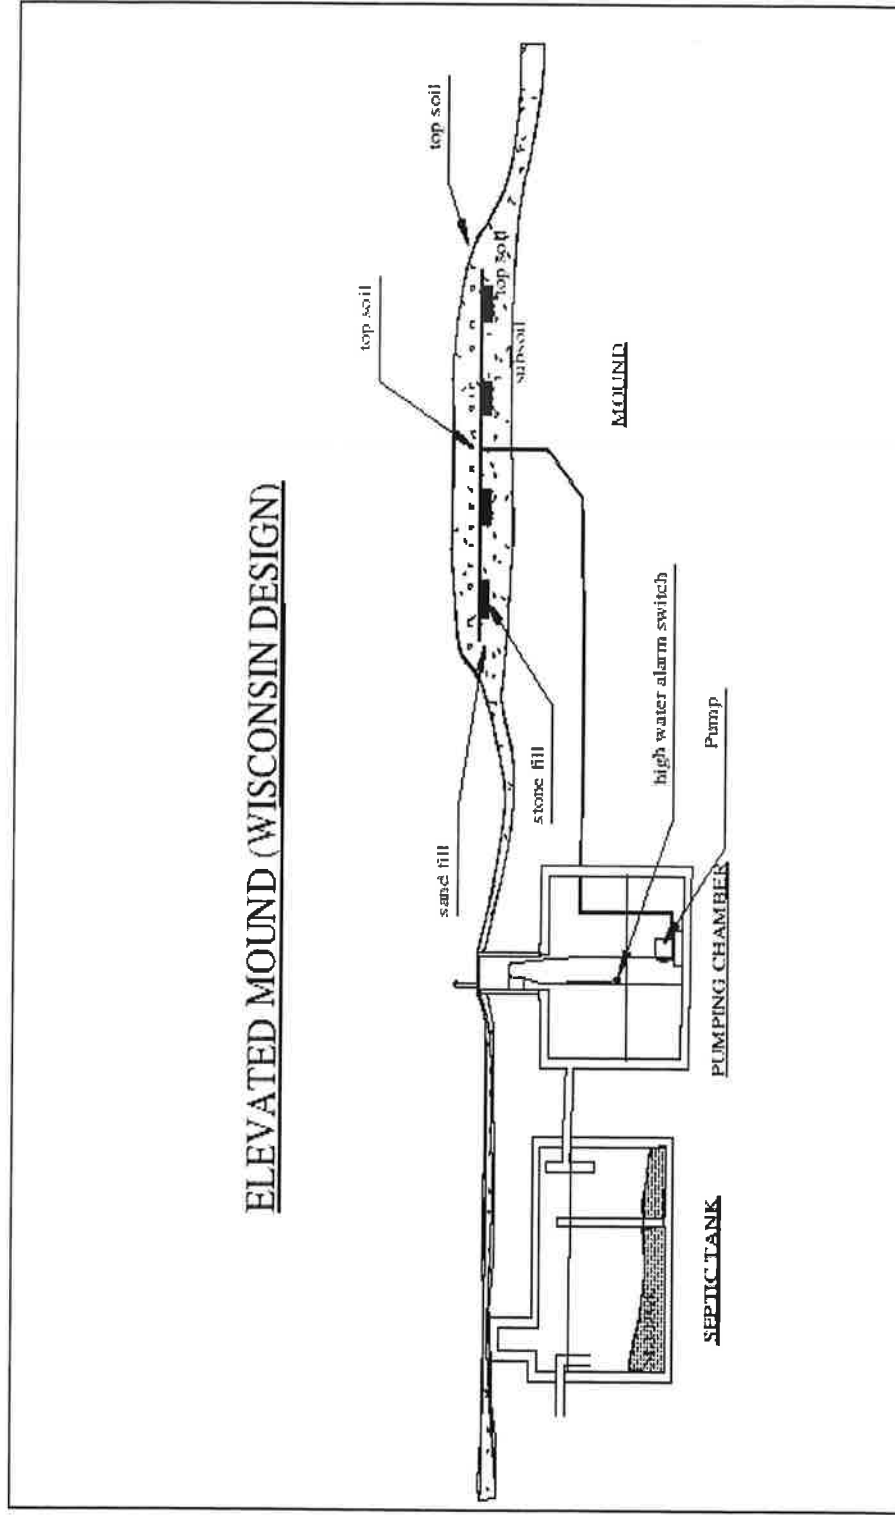 ELEVATED MOUND (WISCONSIN DESIGN)
top soil
top soil
sand fill
top soil
subsoil
stone fill
MOUND
high water alarm switch
Pump
PUMPING CHAMBER
SEPTIC TANK